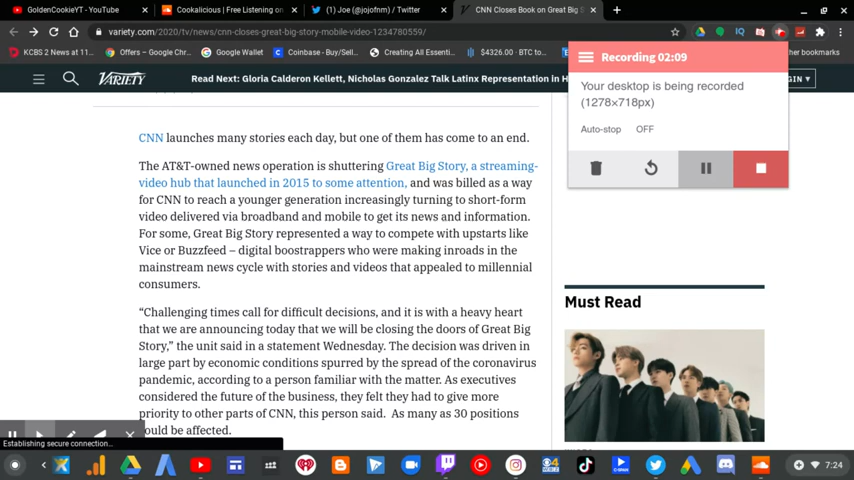 GoldenCookieYT - YouTube
Cookalicious | Free Listening on
Joe (@jojofnm) / Twitter
CNN Closes Book on Great Big S
variety.com/2020/tv/news/cnn-closes-great-big-story-mobile-video-1234780559/
KCBS 2 News at 11...
Offers – Google Chr...
Google Wallet
Coinbase - Buy/Sell...
Creating All Essenti...
$4326.00 - BTC to...
her bookmarks
VARIETY
Read Next: Gloria Calderon Kellett, Nicholas Gonzalez Talk Latinx Representation in H
GIN
Recording 02:09
Your desktop is being recorded
(1278×718px)
Auto-stop OFF
CNN launches many stories each day, but one of them has come to an end.
The AT&T-owned news operation is shuttering Great Big Story, a streaming-
video hub that launched in 2015 to some attention, and was billed as a way
for CNN to reach a younger generation increasingly turning to short-form
video delivered via broadband and mobile to get its news and information.
For some, Great Big Story represented a way to compete with upstarts like
Vice or Buzzfeed – digital boostrappers who were making inroads in the
mainstream news cycle with stories and videos that appealed to millennial
consumers.
“Challenging times call for difficult decisions, and it is with a heavy heart
that we are announcing today that we will be closing the doors of Great Big
Story,” the unit said in a statement Wednesday. The decision was driven in
large part by economic conditions spurred by the spread of the coronavirus
pandemic, according to a person familiar with the matter. As executives
considered the future of the business, they felt they had to give more
priority to other parts of CNN, this person said. As many as 30 positions
could be affected.
Must Read
Establishing secure connection...
7:24